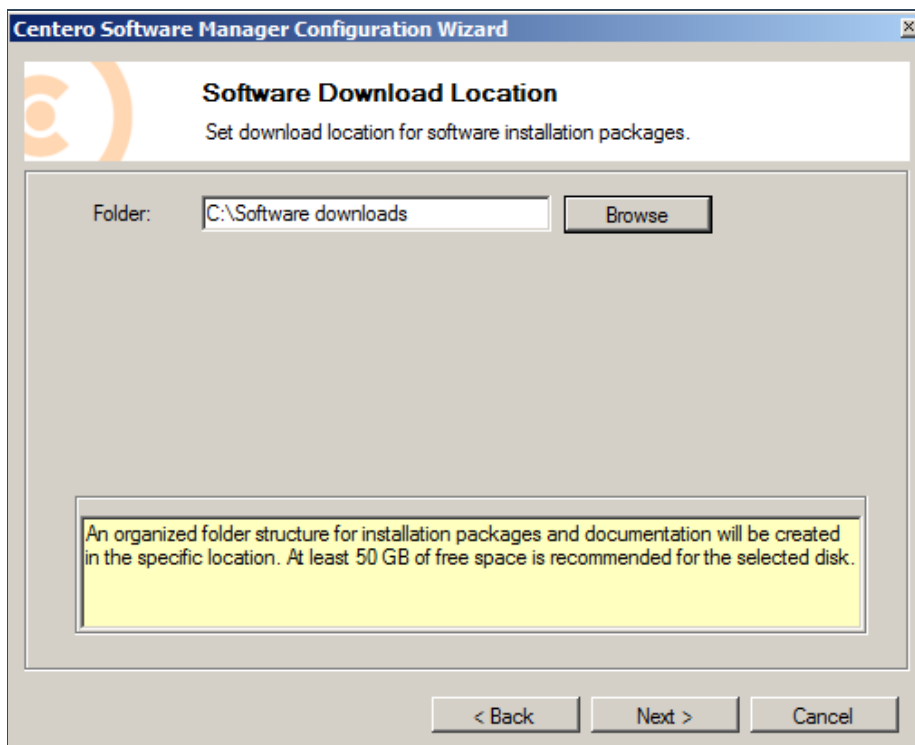 Centero Software Manager Configuration Wizard
Software Download Location
Set download location for software installation packages.
Folder: C:\Software downloads Browse
An organized folder structure for installation packages and documentation will be created
in the specific location. At least 50 GB of free space is recommended for the selected disk.
< Back Next > Cancel